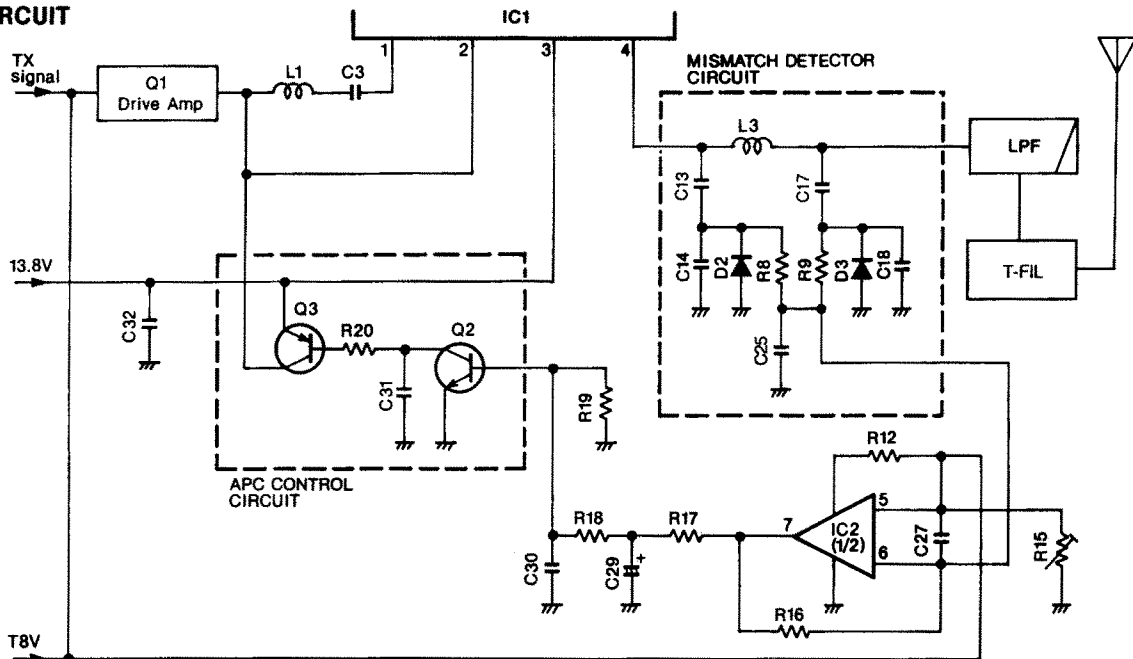 RCUIT
IC1
1
2
3
4
TX
signal
Q1
Drive Amp
L1
C3
MISMATCH DETECTOR
CIRCUIT
L3
C13
C17
LPF
C14
D2
R8
R9
D3
C18
T-FIL
C25
13.8V
C32
Q3
R20
Q2
C31
R19
APC CONTROL
CIRCUIT
R12
R18
R17
7
IC2
(1/2)
5
6
C27
R15
C30
C29
+
R16
T8V